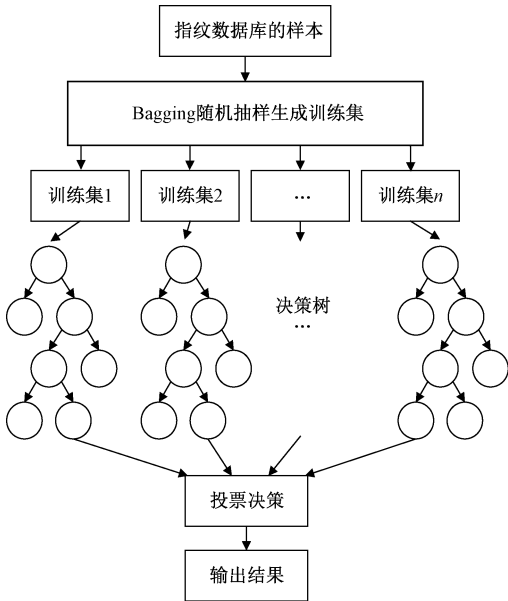 指纹数据库的样本
Bagging随机抽样生成训练集
训练集1
训练集2
...
训练集n
决策树
...
投票决策
输出结果